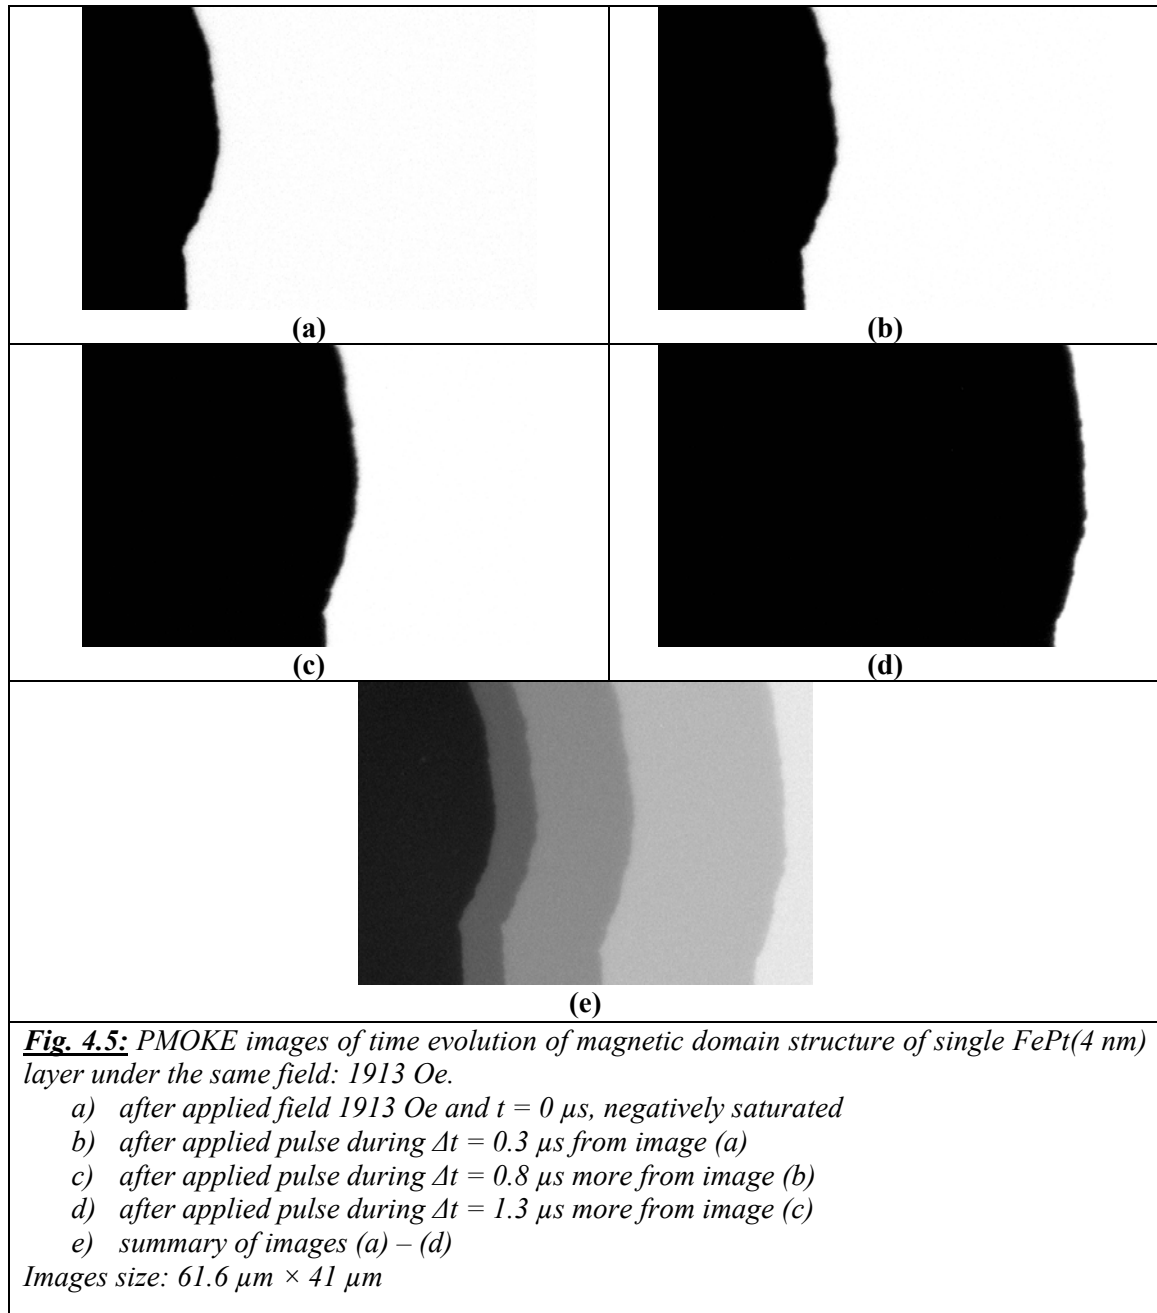 (a)
(b)
(c)
(d)
(e)
Fig. 4.5: PMOKE images of time evolution of magnetic domain structure of single FePt(4 nm)
layer under the same field: 1913 Oe.
a) after applied field 1913 Oe and t = 0 µs, negatively saturated
b) after applied pulse during Δt = 0.3 µs from image (a)
c) after applied pulse during Δt = 0.8 µs more from image (b)
d) after applied pulse during Δt = 1.3 µs more from image (c)
e) summary of images (a) – (d)
Images size: 61.6 µm × 41 µm